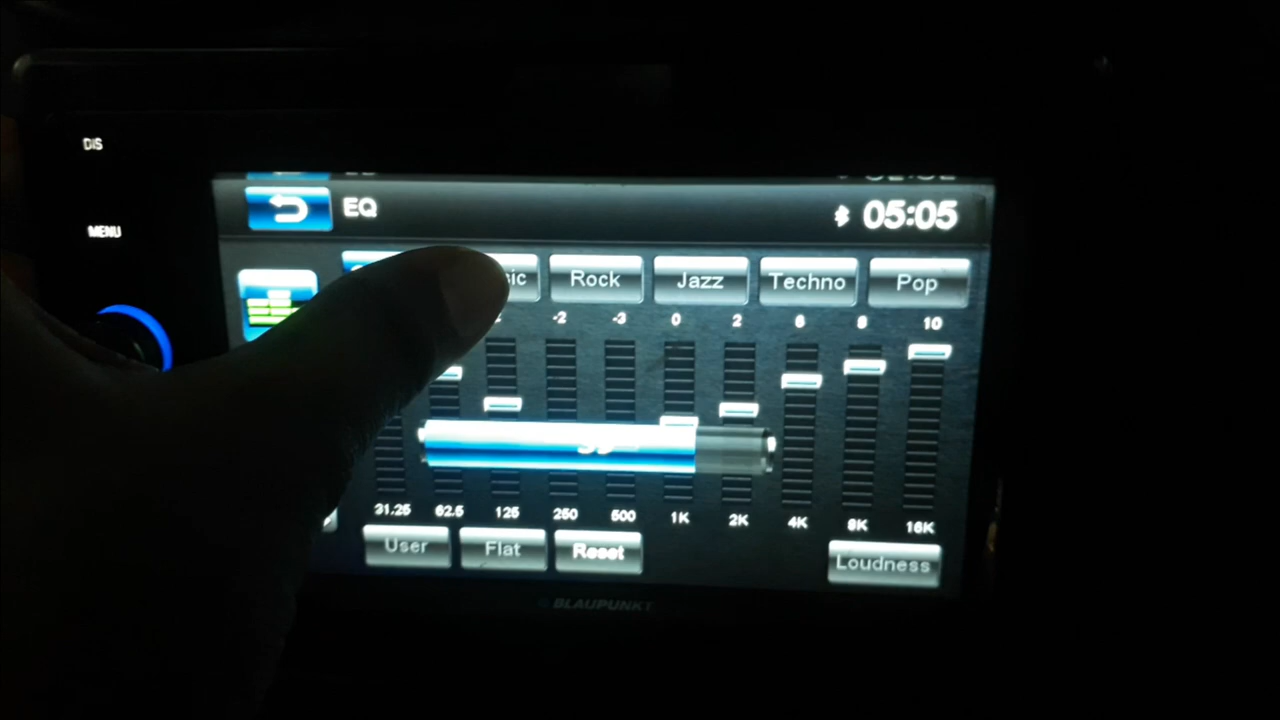 DIS
EQ 05:05
MENU
sic Rock Jazz Techno Pop
-2 -3 0 2 6 8 10
31.25 62.5 125 250 500 1K 2K 4K 8K 16K
User Flat Reset Loudness
BLAUPUNKT